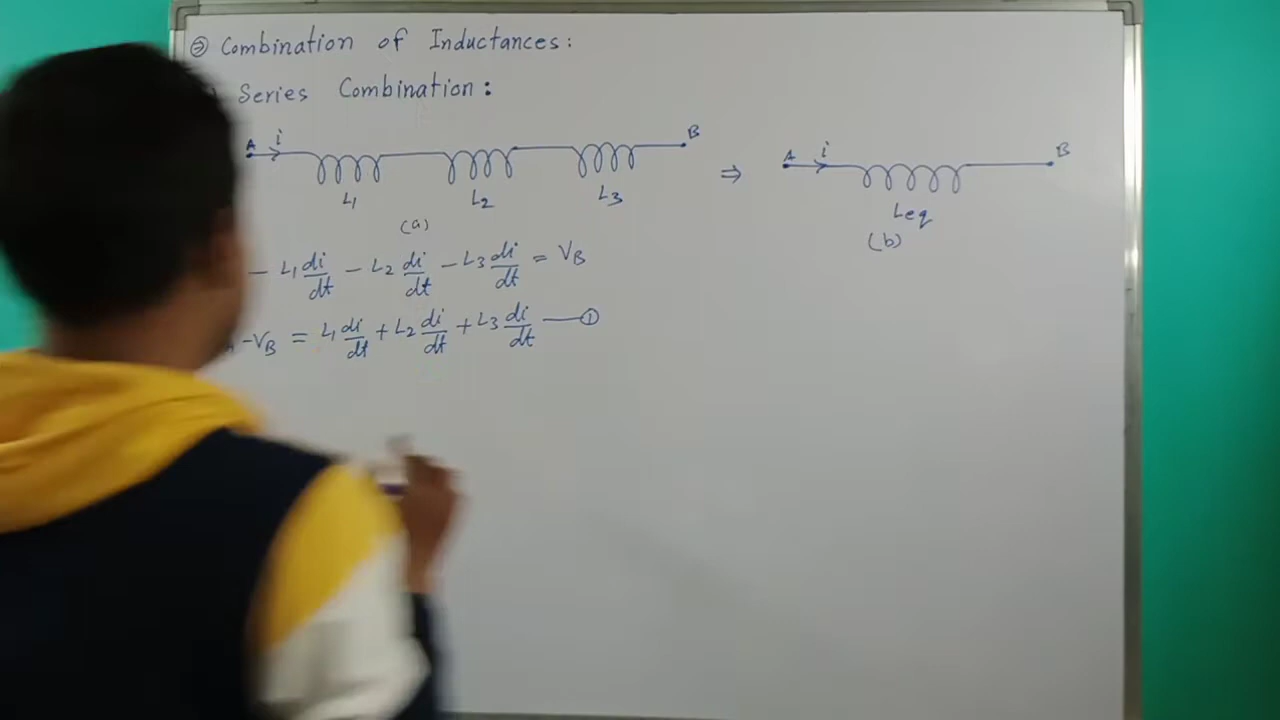 ⇒ Combination of Inductances:
Series Combination:
A i B
L1 L2 L3
(a)
⇒
A i B
Leq
(b)
- L1 di/dt - L2 di/dt - L3 di/dt = VB
-VB = L1 di/dt + L2 di/dt + L3 di/dt —①